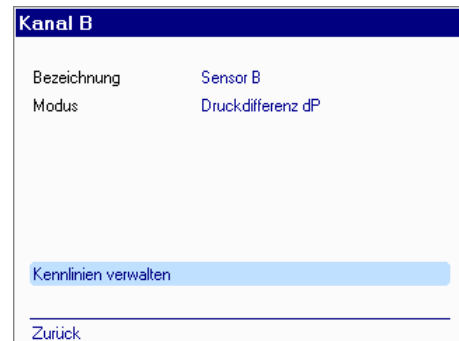 Kanal B
Bezeichnung Sensor B
Modus Druckdifferenz dP
Kennlinien verwalten
Zurück